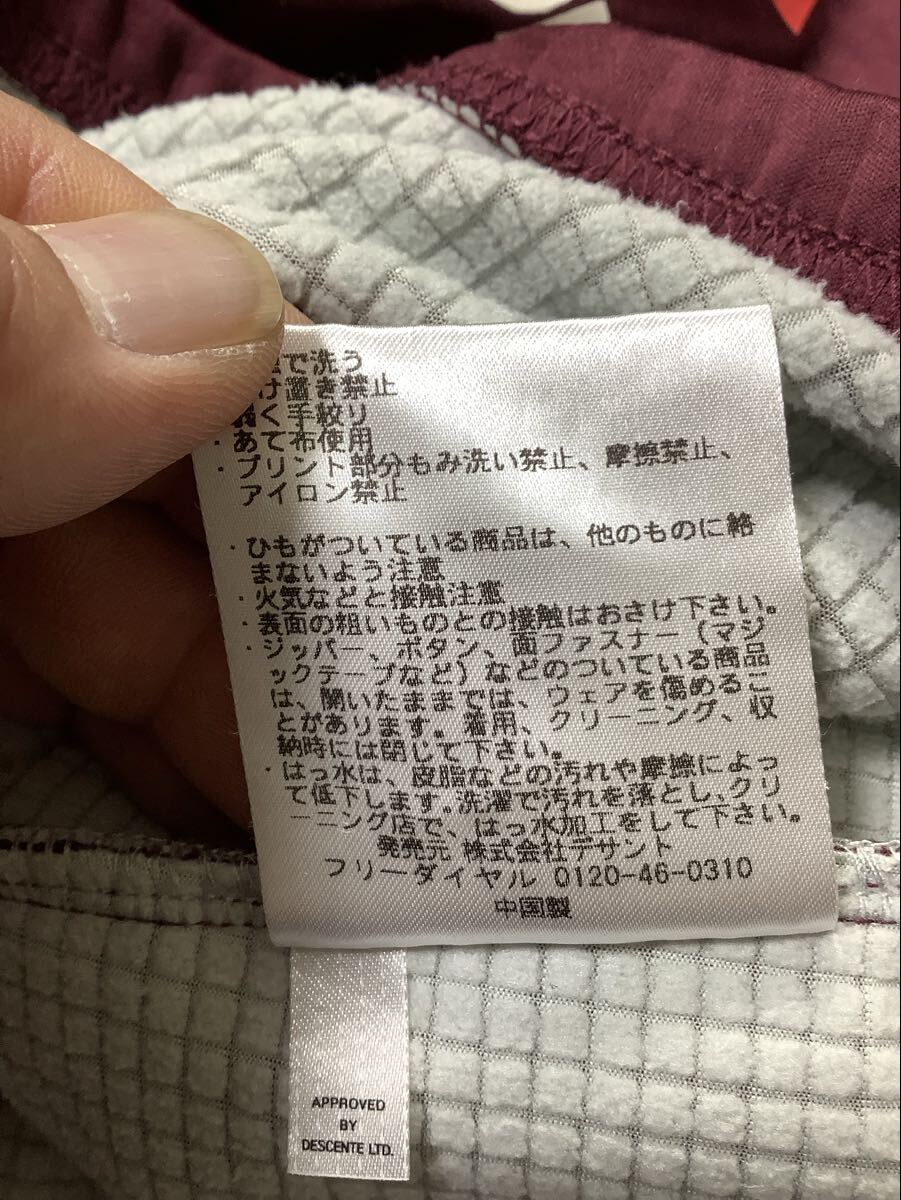 で洗う
け置き禁止
く手絞り
・あて布使用
・プリント部分もみ洗い禁止、摩擦禁止、
アイロン禁止
・ひもがついている商品は、他のものに絡
まないよう注意
・火気などと接触注意
・表面の粗いものとの接触はおさけ下さい。
・ジッパー、ボタン、面ファスナー（マジ
ックテープなど）などのついている商品
は、開いたままでは、ウェアを傷めるこ
とがあります。着用、クリーニング、収
納時には閉じて下さい。
・はっ水は、皮脂などの汚れや摩擦によっ
て低下します。洗濯で汚れを落とし、クリ
ーニング店で、はっ水加工をして下さい。
発売元 株式会社デサント
フリーダイヤル 0120-46-0310
中国製
APPROVED
BY
DESCENTE LTD.